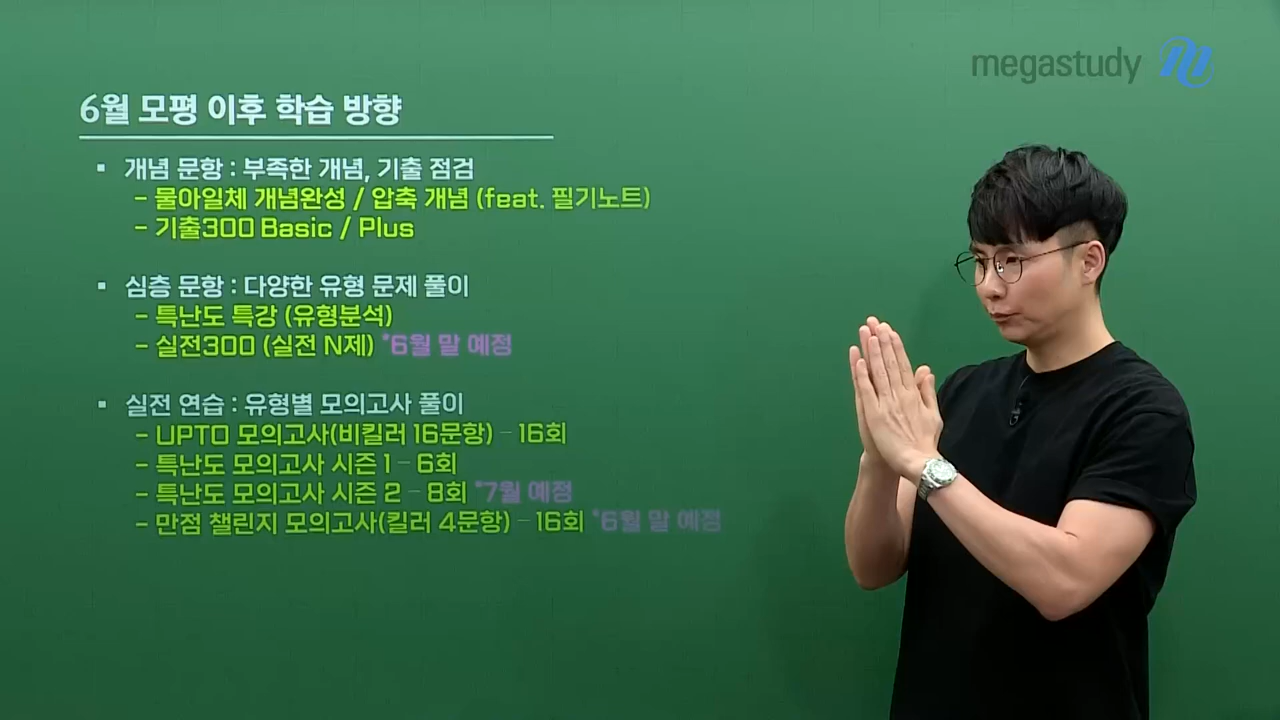 megastudy
6월 모평 이후 학습 방향
▪ 개념 문항 : 부족한 개념, 기출 점검
– 물아일체 개념완성 / 압축 개념 (feat. 필기노트)
– 기출300 Basic / Plus
▪ 심층 문항 : 다양한 유형 문제 풀이
– 특난도 특강 (유형분석)
– 실전300 (실전 N제) *6월 말 예정
▪ 실전 연습 : 유형별 모의고사 풀이
– UPTO 모의고사(비킬러 16문항) – 16회
– 특난도 모의고사 시즌 1 – 6회
– 특난도 모의고사 시즌 2 – 8회 *7월 예정
– 만점 챌린지 모의고사(킬러 4문항) – 16회 *6월 말 예정